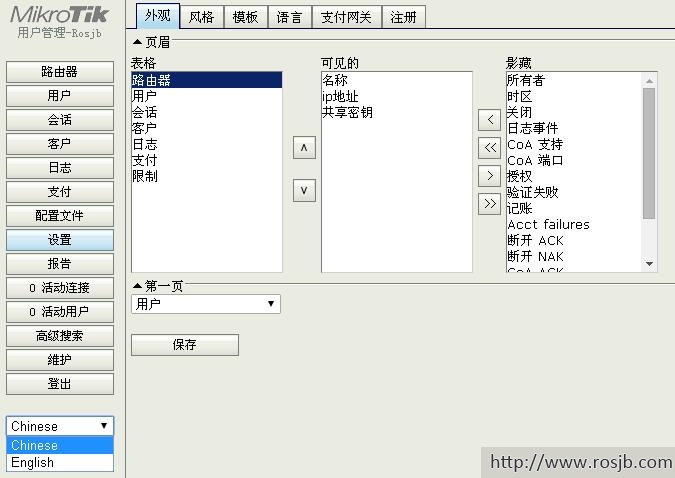 MikroTik
用户管理-Rosjb
路由器
用户
会话
客户
日志
支付
配置文件
设置
报告
0 活动连接
0 活动用户
高级搜索
维护
登出
Chinese
Chinese
English
外观
风格
模板
语言
支付网关
注册
页眉
表格
路由器
用户
会话
客户
日志
支付
限制
可见的
名称
ip地址
共享密钥
<
<<
>
>>
影藏
所有者
时区
关闭
日志事件
CoA 支持
CoA 端口
授权
验证失败
记账
Acct failures
断开 ACK
断开 NAK
CoA ACK
第一页
用户
保存
http://www.rosjb.com